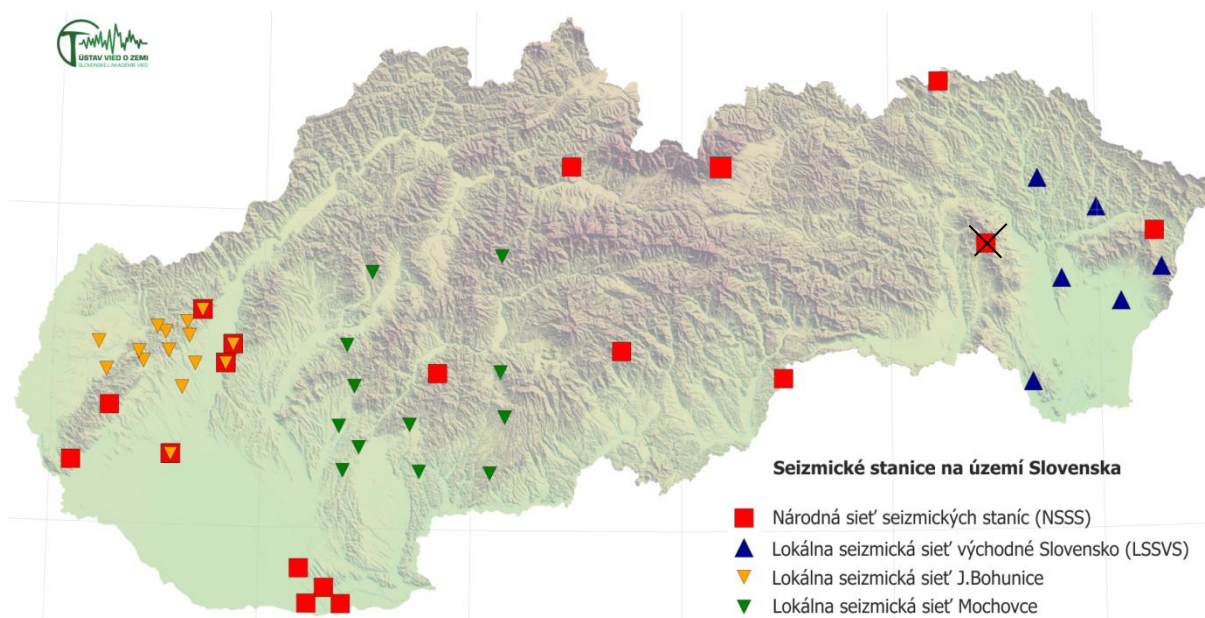 ÚSTAV VIED O ZEMI
SLOVENSKEJ AKADÉMIE VIED
Seizmické stanice na území Slovenska
Národná sieť seizmických staníc (NSSS)
Lokálna seizmická sieť východné Slovensko (LSSVS)
Lokálna seizmická sieť J.Bohunice
Lokálna seizmická sieť Mochovce